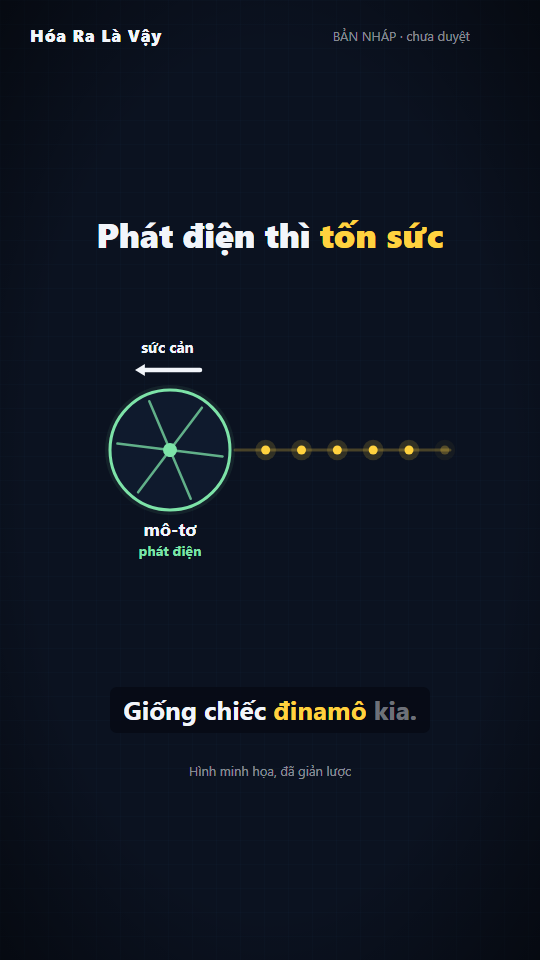 Hóa Ra Là Vậy
BẢN NHÁP · chưa duyệt
Phát điện thì tốn sức
sức cản
mô-tơ
phát điện
Giống chiếc đinamô kia.
Hình minh họa, đã giản lược